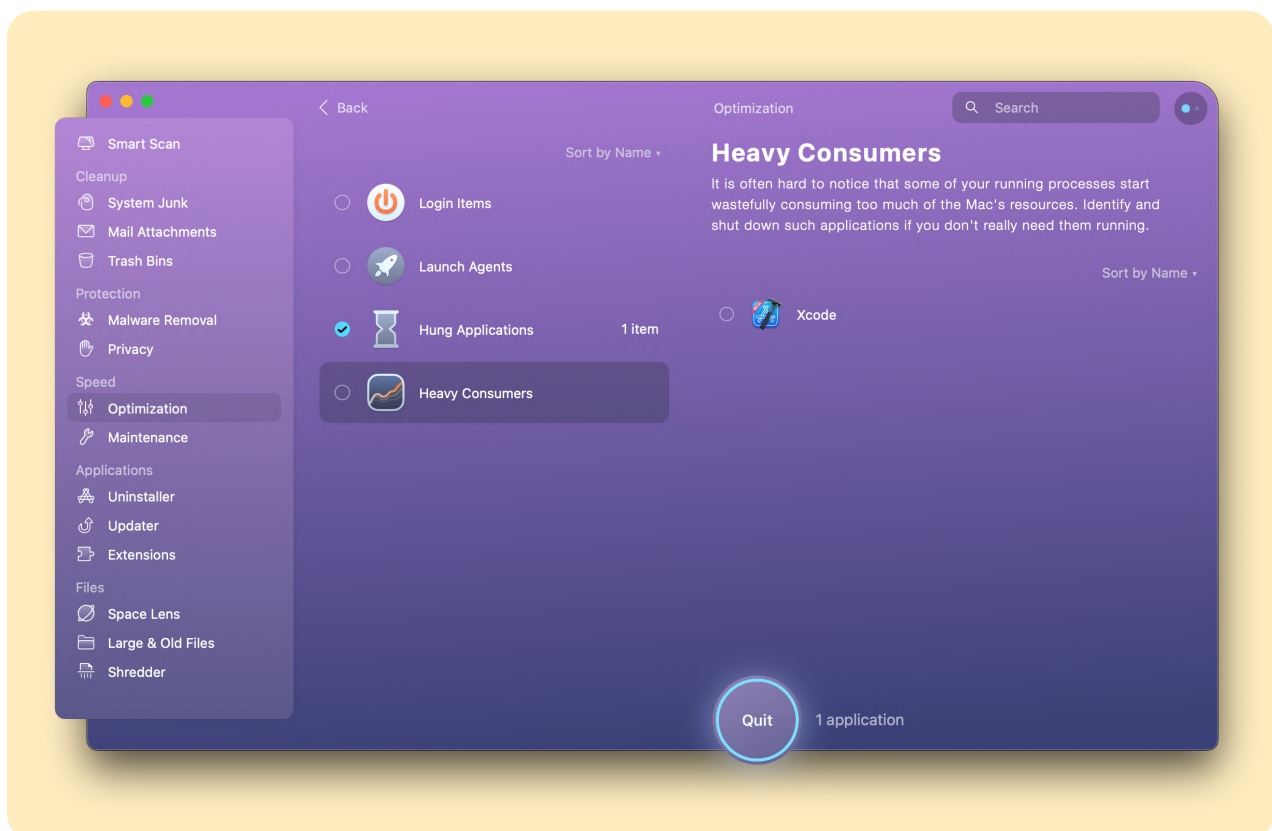 Smart Scan
Cleanup
System Junk
Mail Attachments
Trash Bins
Protection
Malware Removal
Privacy
Speed
Optimization
Maintenance
Applications
Uninstaller
Updater
Extensions
Files
Space Lens
Large & Old Files
Shredder
Back
Sort by Name
Login Items
Launch Agents
Hung Applications 1 item
Heavy Consumers
Optimization
Search
Heavy Consumers
It is often hard to notice that some of your running processes start
wastefully consuming too much of the Mac's resources. Identify and
shut down such applications if you don't really need them running.
Sort by Name
Xcode
Quit 1 application